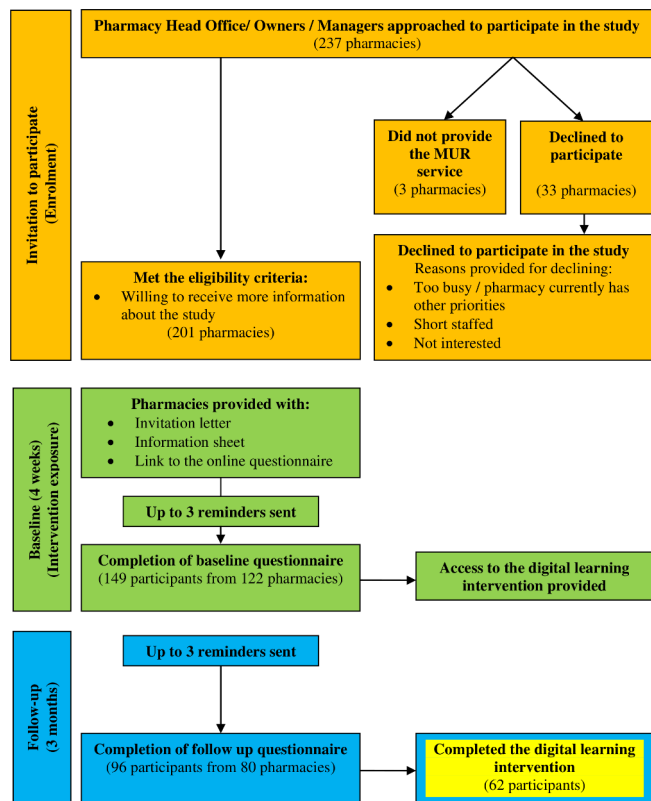 Pharmacy Head Office/ Owners / Managers approached to participate in the study
(237 pharmacies)
Invitation to participate
(Enrolment)
Did not provide
the MUR
service
(3 pharmacies)
Declined to
participate
(33 pharmacies)
Met the eligibility criteria:
• Willing to receive more information
about the study
(201 pharmacies)
Declined to participate in the study
Reasons provided for declining:
• Too busy / pharmacy currently has
other priorities
• Short staffed
• Not interested
Baseline (4 weeks)
(Intervention exposure)
Pharmacies provided with:
• Invitation letter
• Information sheet
• Link to the online questionnaire
Up to 3 reminders sent
Completion of baseline questionnaire
(149 participants from 122 pharmacies)
Access to the digital learning
intervention provided
Follow-up
(3 months)
Up to 3 reminders sent
Completion of follow up questionnaire
(96 participants from 80 pharmacies)
Completed the digital learning
intervention
(62 participants)